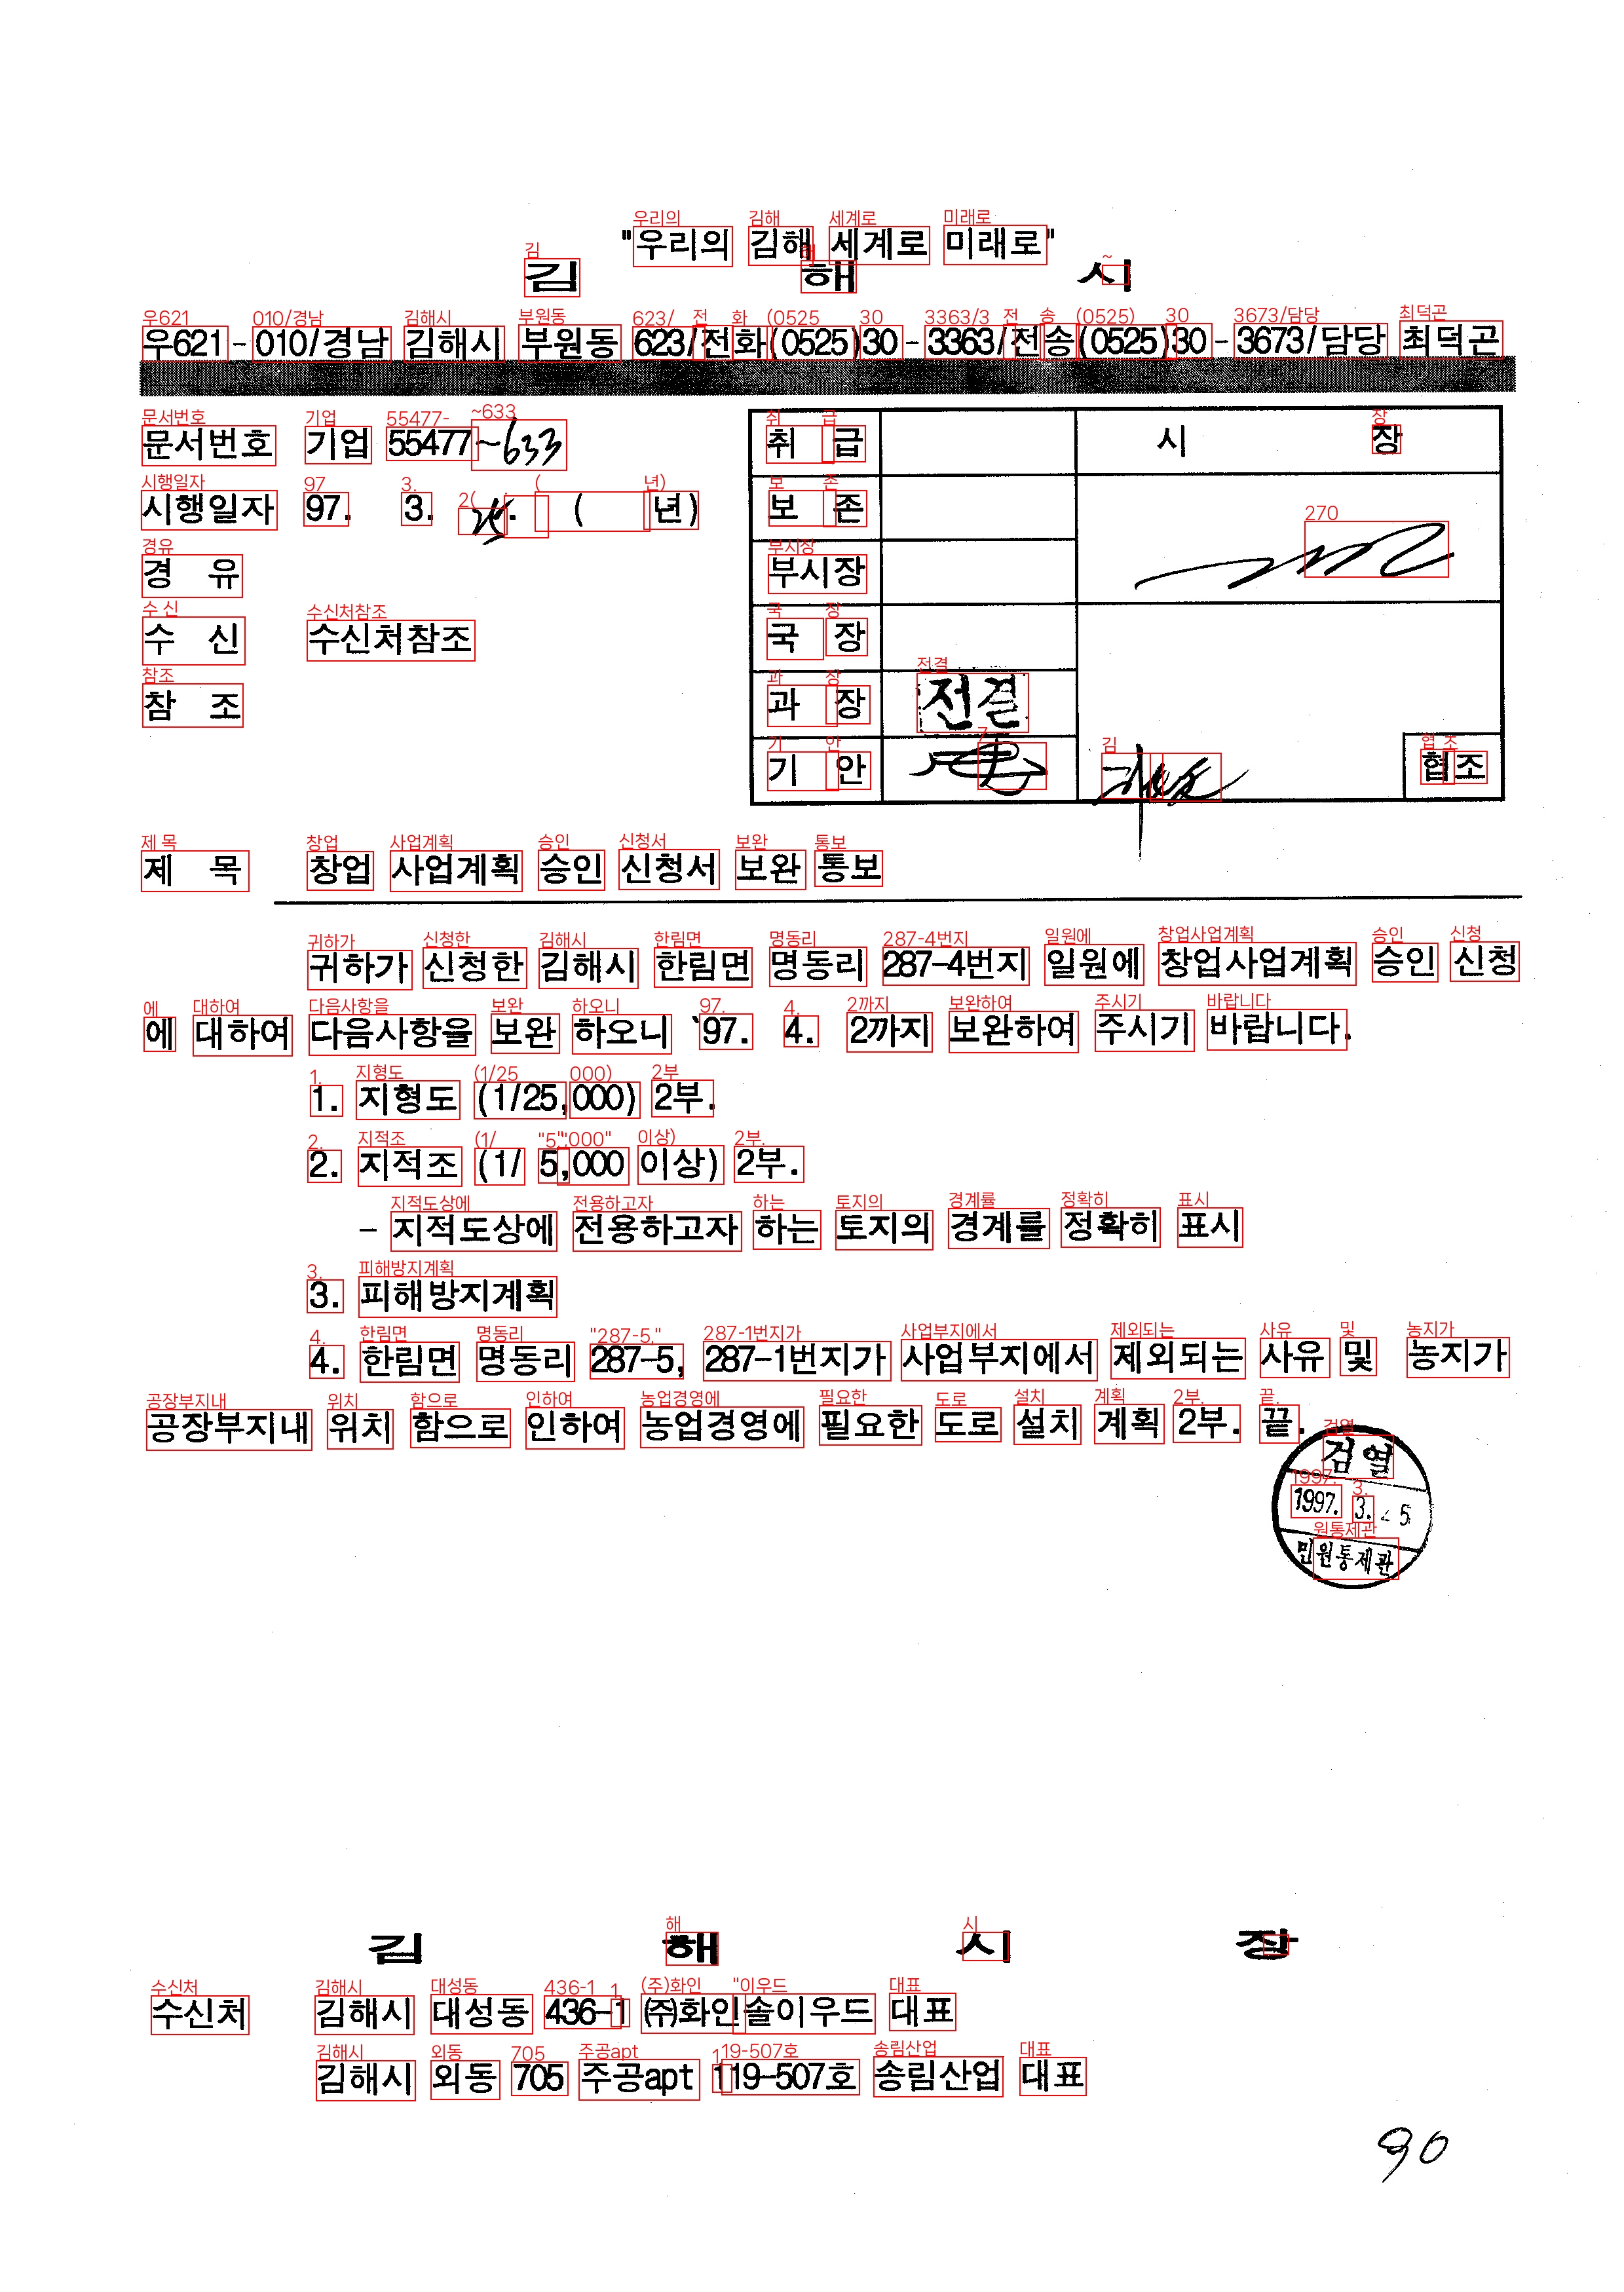 "우리의 김해 세계로 미래로"
김 해 시
우621-010/경남 김해시 부원동 623/전화(0525)30-3363/전송(0525)30-3673/담당 최덕곤
문서번호 기업 55477~633
시행일자 97. 3. 25. ( 년)
경 유
수 신 수신처참조
참 조
취 급 시 장
보 존
부시장
국 장
과 장 전결
기 안 협조
제 목 창업 사업계획 승인 신청서 보완 통보
귀하가 신청한 김해시 한림면 명동리 287-4번지 일원에 창업사업계획 승인 신청
에 대하여 다음사항을 보완 하오니 '97. 4. 2까지 보완하여 주시기 바랍니다.
1. 지형도 (1/25,000) 2부.
2. 지적조 (1/ 5,000 이상) 2부.
- 지적도상에 전용하고자 하는 토지의 경계를 정확히 표시
3. 피해방지계획
4. 한림면 명동리 287-5, 287-1번지가 사업부지에서 제외되는 사유 및 농지가
공장부지내 위치 함으로 인하여 농업경영에 필요한 도로 설치 계획 2부. 끝.
검열
1997. 3. 25
민원통제관
김 해 시 장
수신처 김해시 대성동 436-1 ㈜화인솔이우드 대표
김해시 외동 705 주공apt 119-507호 송림산업 대표
90